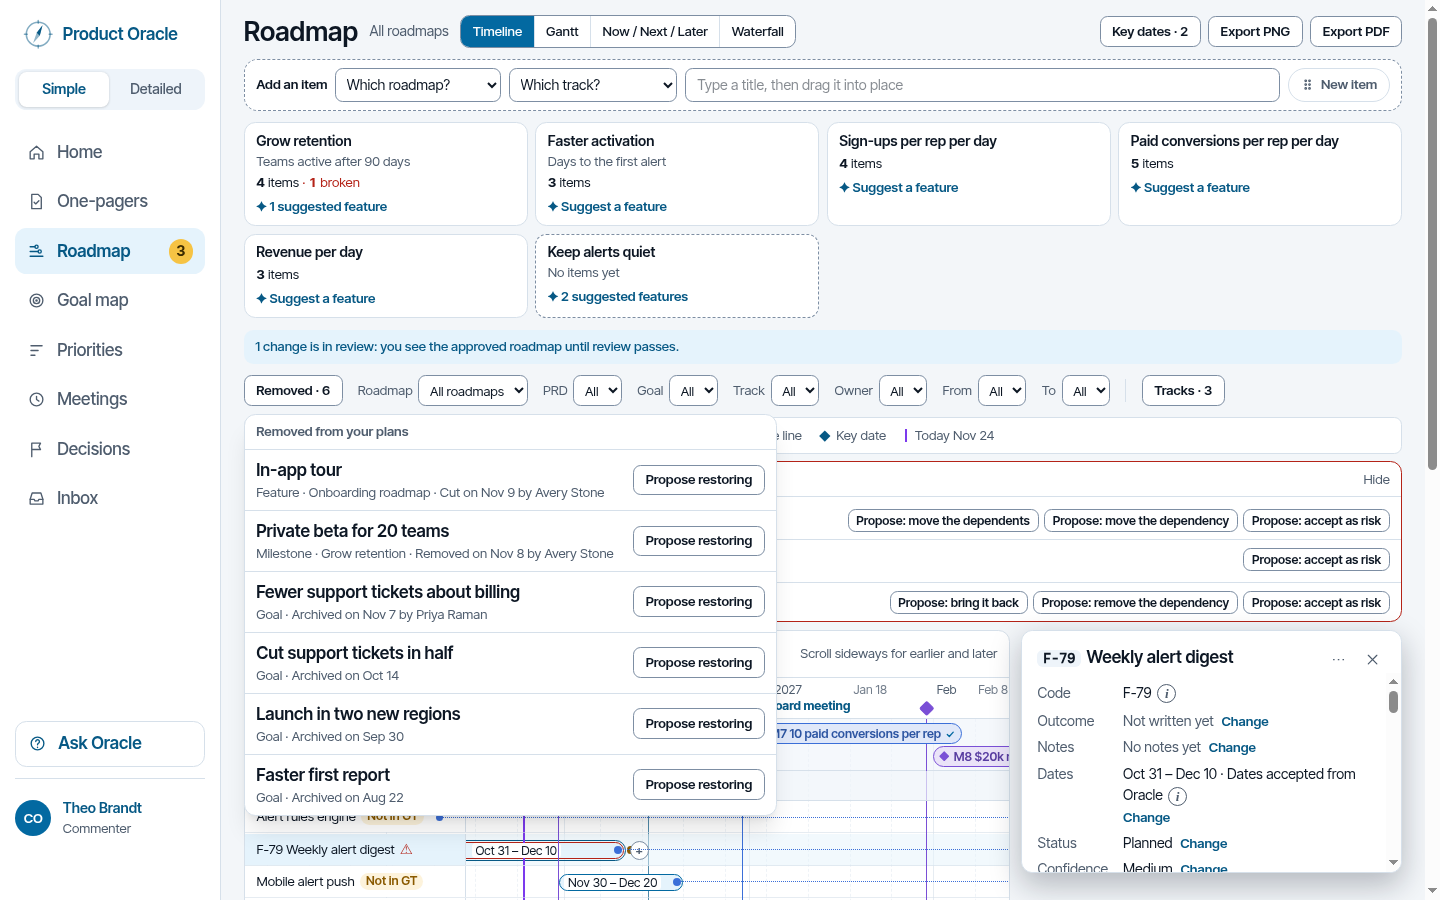 Product Oracle
Simple
Detailed
Home
One-pagers
Roadmap
3
Goal map
Priorities
Meetings
Decisions
Inbox
Ask Oracle
CO
Theo Brandt
Commenter
Roadmap
All roadmaps
Timeline
Gantt
Now / Next / Later
Waterfall
Key dates · 2
Export PNG
Export PDF
Add an item
Which roadmap?
Which track?
Type a title, then drag it into place
New item
Grow retention
Teams active after 90 days
4 items · 1 broken
1 suggested feature
Faster activation
Days to the first alert
3 items
Suggest a feature
Sign-ups per rep per day
4 items
Suggest a feature
Paid conversions per rep per day
5 items
Suggest a feature
Revenue per day
3 items
Suggest a feature
Keep alerts quiet
No items yet
2 suggested features
1 change is in review: you see the approved roadmap until review passes.
Removed · 6
Roadmap
All roadmaps
PRD
All
Goal
All
Track
All
Owner
All
From
All
To
All
Tracks · 3
line
Key date
Today Nov 24
Removed from your plans
In-app tour
Feature · Onboarding roadmap · Cut on Nov 9 by Avery Stone
Propose restoring
Private beta for 20 teams
Milestone · Grow retention · Removed on Nov 8 by Avery Stone
Propose restoring
Fewer support tickets about billing
Goal · Archived on Nov 7 by Priya Raman
Propose restoring
Cut support tickets in half
Goal · Archived on Oct 14
Propose restoring
Launch in two new regions
Goal · Archived on Sep 30
Propose restoring
Faster first report
Goal · Archived on Aug 22
Propose restoring
Hide
Propose: move the dependents
Propose: move the dependency
Propose: accept as risk
Propose: accept as risk
Propose: bring it back
Propose: remove the dependency
Propose: accept as risk
Scroll sideways for earlier and later
2027
Jan 18
Feb
Feb 8
meeting
10 paid conversions per rep
M8 $20k
Alert rules engine
Not in GT
F-79 Weekly alert digest
Oct 31 – Dec 10
Mobile alert push
Not in GT
Nov 30 – Dec 20
F-79
Weekly alert digest
Code
F-79
Outcome
Not written yet
Change
Notes
No notes yet
Change
Dates
Oct 31 – Dec 10 · Dates accepted from
Oracle
Change
Status
Planned
Change
Confidence
Medium
Change